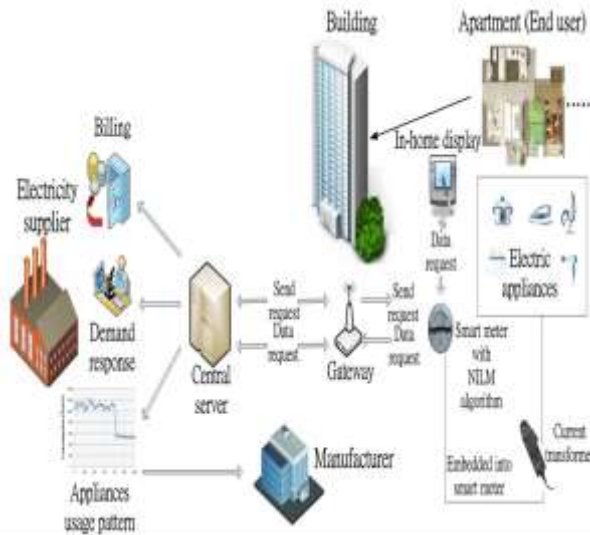 Building
Apartment (End user)
Billing
In-home display
Electricity
supplier
Data
request
Electric
appliances
Send
request
Data
request
Send
request
Data
request
Demand
response
Central
server
Gateway
Smart meter
with
NILM
algorithm
Manufacturer
Current
transforme
Embedded into
smart meter
Appliances
usage pattern